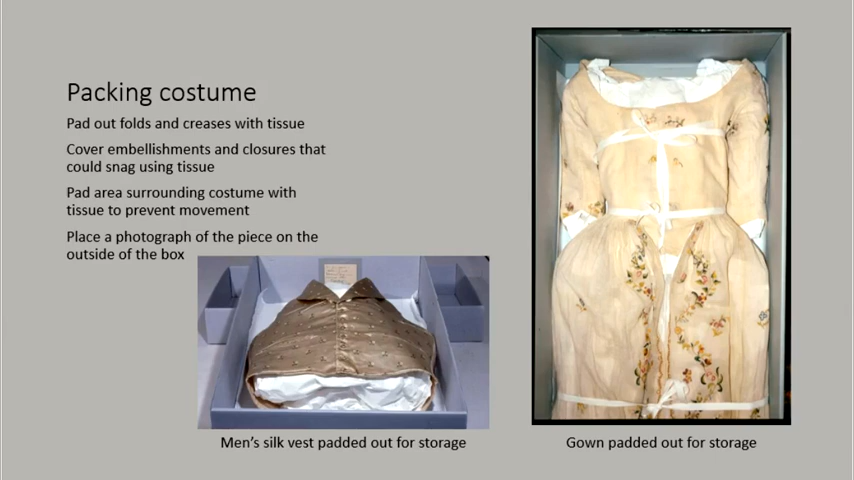 Packing costume
Pad out folds and creases with tissue
Cover embellishments and closures that
could snag using tissue
Pad area surrounding costume with
tissue to prevent movement
Place a photograph of the piece on the
outside of the box
Men's silk vest padded out for storage
Gown padded out for storage